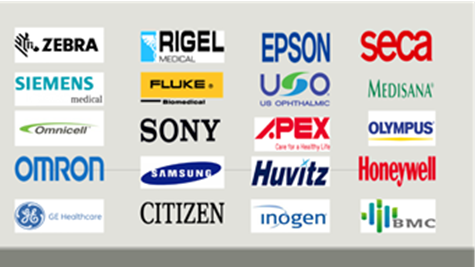 ZEBRA
RIGEL
MEDICAL
EPSON
seca
SIEMENS
medical
FLUKE®
Biomedical
USO
US OPHTHALMIC
MEDISANA®
Omnicell®
SONY
APEX
Care for a Healthy Life
OLYMPUS
OMRON
SAMSUNG
Huvitz
Honeywell
GE Healthcare
CITIZEN
inogen
BMC